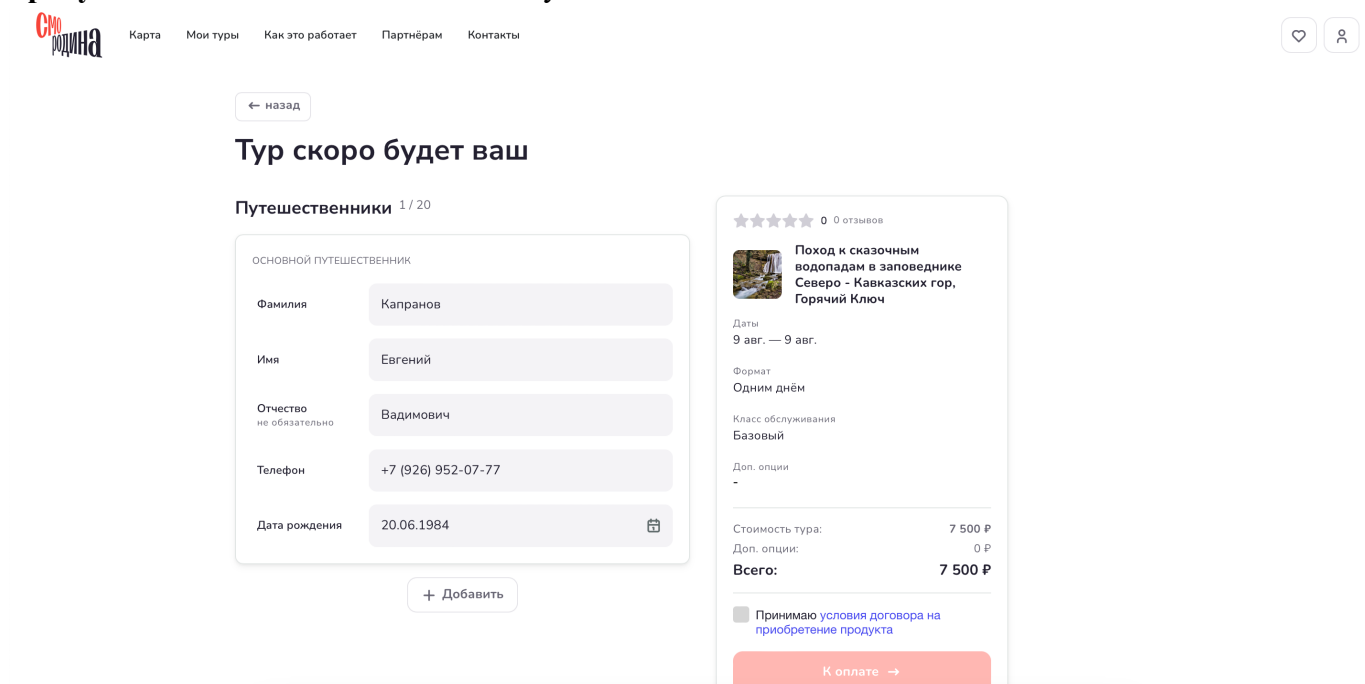 Смо
родина
Карта
Мои туры
Как это работает
Партнёрам
Контакты
← назад
Тур скоро будет ваш
Путешественники 1 / 20
ОСНОВНОЙ ПУТЕШЕСТВЕННИК
Фамилия
Капранов
Имя
Евгений
Отчество
не обязательно
Вадимович
Телефон
+7 (926) 952-07-77
Дата рождения
20.06.1984
+ Добавить
0 0 отзывов
Поход к сказочным
водопадам в заповеднике
Северо - Кавказских гор,
Горячий Ключ
Даты
9 авг. — 9 авг.
Формат
Одним днём
Класс обслуживания
Базовый
Доп. опции
-
Стоимость тура: 7 500 ₽
Доп. опции: 0 ₽
Всего: 7 500 ₽
Принимаю условия договора на
приобретение продукта
К оплате →